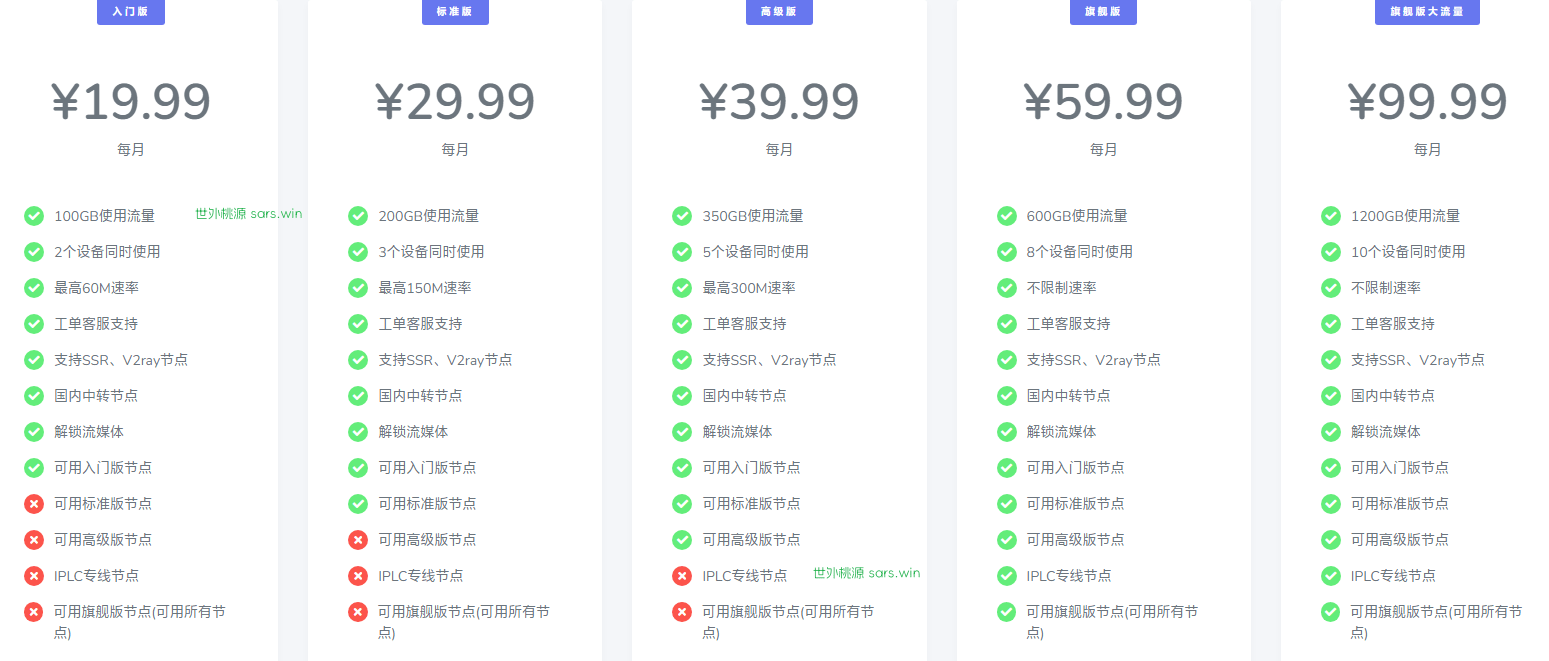 入门版
¥19.99
每月
100GB使用流量
2个设备同时使用
最高60M速率
工单客服支持
支持SSR、V2ray节点
国内中转节点
解锁流媒体
可用入门版节点
可用标准版节点
可用高级版节点
IPLC专线节点
可用旗舰版节点(可用所有节
点)
世外桃源 sars.win
标准版
¥29.99
每月
200GB使用流量
3个设备同时使用
最高150M速率
工单客服支持
支持SSR、V2ray节点
国内中转节点
解锁流媒体
可用入门版节点
可用标准版节点
可用高级版节点
IPLC专线节点
可用旗舰版节点(可用所有节
点)
高级版
¥39.99
每月
350GB使用流量
5个设备同时使用
最高300M速率
工单客服支持
支持SSR、V2ray节点
国内中转节点
解锁流媒体
可用入门版节点
可用标准版节点
可用高级版节点
IPLC专线节点
世外桃源 sars.win
可用旗舰版节点(可用所有节
点)
旗舰版
¥59.99
每月
600GB使用流量
8个设备同时使用
不限制速率
工单客服支持
支持SSR、V2ray节点
国内中转节点
解锁流媒体
可用入门版节点
可用标准版节点
可用高级版节点
IPLC专线节点
可用旗舰版节点(可用所有节
点)
旗舰版大流量
¥99.99
每月
1200GB使用流量
10个设备同时使用
不限制速率
工单客服支持
支持SSR、V2ray节点
国内中转节点
解锁流媒体
可用入门版节点
可用标准版节点
可用高级版节点
IPLC专线节点
可用旗舰版节点(可用所有节
点)